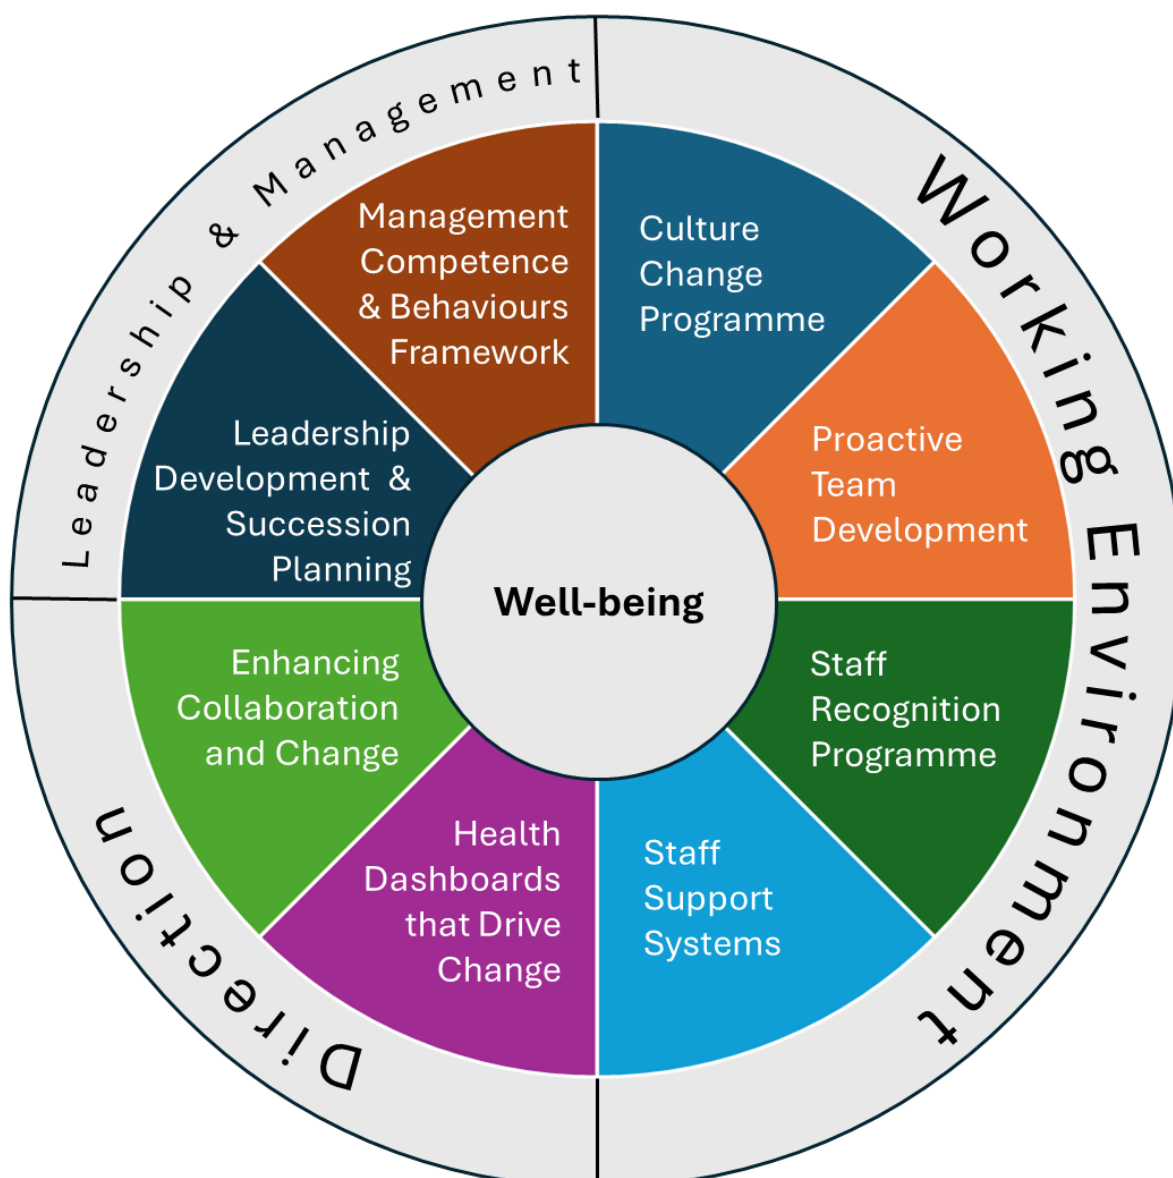 Leadership & Management
Working Environment
Direction
Management
Competence
& Behaviours
Framework
Culture
Change
Programme
Proactive
Team
Development
Staff
Recognition
Programme
Staff
Support
Systems
Health
Dashboards
that Drive
Change
Enhancing
Collaboration
and Change
Leadership
Development &
Succession
Planning
Well-being